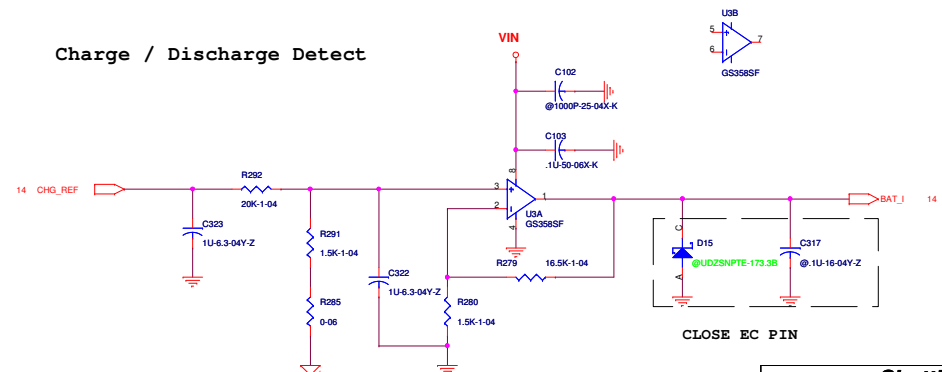 U3B
5
+
7
6
-
GS358SF
Charge / Discharge Detect
VIN
C102
@1000P-25-04X-K
C103
.1U-50-06X-K
8
14 CHG_REF
R292
20K-1-04
3
+
1
2
-
U3A
4
GS358SF
BAT_I 14
C323
1U-6.3-04Y-Z
R291
1.5K-1-04
D15
C
A
@UDZSNPTE-173.3B
C317
@.1U-16-04Y-Z
R279 16.5K-1-04
C322
1U-6.3-04Y-Z
R285
0-06
R280
1.5K-1-04
CLOSE EC PIN